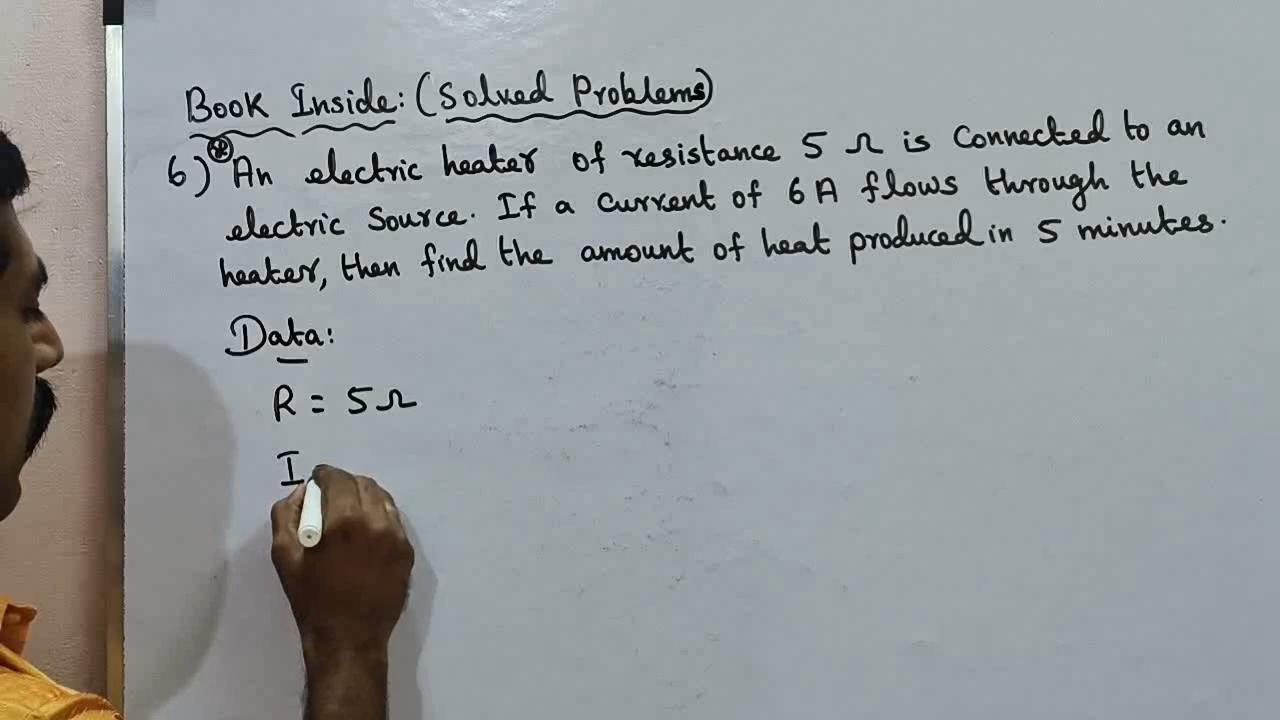 Book Inside: (Solved Problems)
6) An electric heater of resistance 5 Ω is Connected to an
electric Source. If a current of 6 A flows through the
heater, then find the amount of heat produced in 5 minutes.
Data:
R = 5 Ω
I